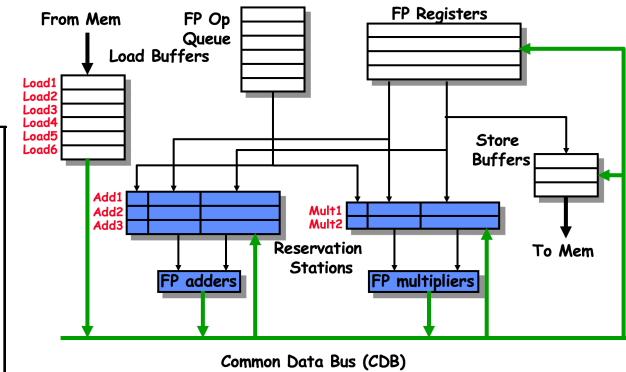 From Mem
FP Op
Queue
FP Registers
Load Buffers
Load1
Load2
Load3
Load4
Load5
Load6
Store
Buffers
Add1
Add2
Add3
Mult1
Mult2
Reservation
Stations
To Mem
FP adders
FP multipliers
Common Data Bus (CDB)